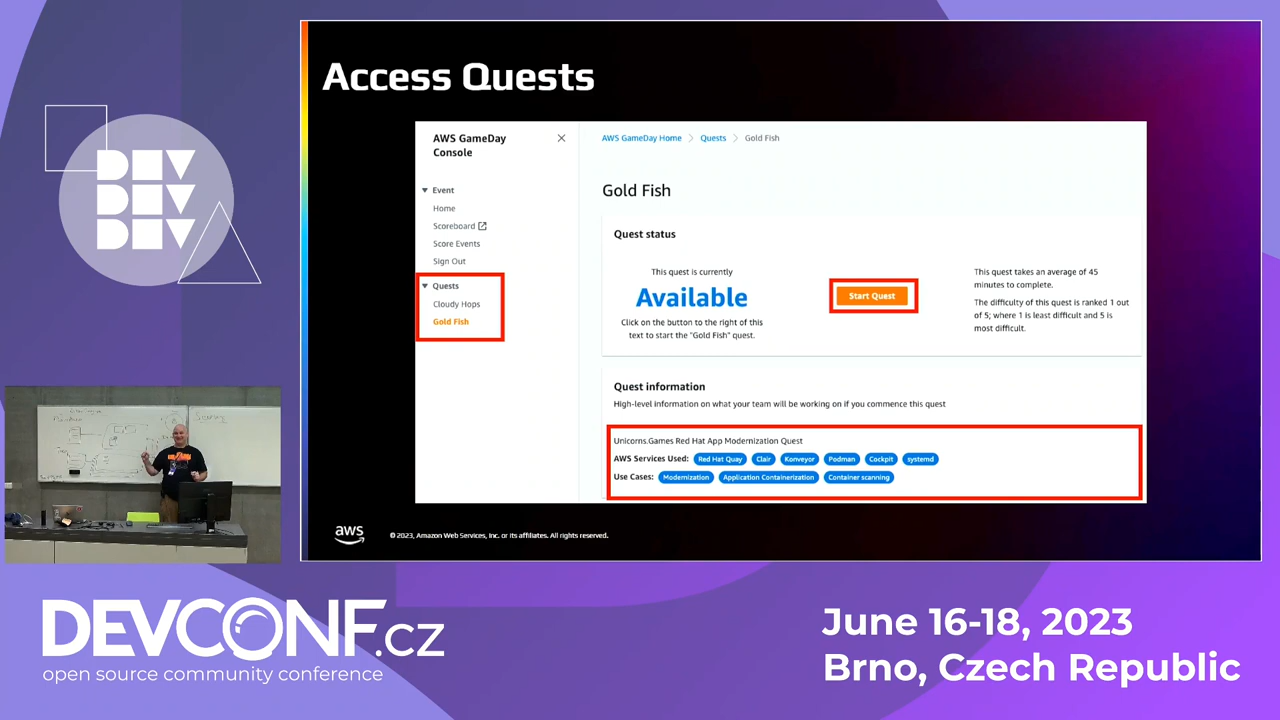 DEV
DEV
DEV
Access Quests
AWS GameDay
Console
Event
Home
Scoreboard
Score Events
Sign Out
Quests
Cloudy Hops
Gold Fish
AWS GameDay Home
Quests
Gold Fish
Gold Fish
Quest status
This quest is currently
Available
Click on the button to the right of this
text to start the "Gold Fish" quest.
Start Quest
This quest takes an average of 45
minutes to complete.
The difficulty of this quest is ranked 1 out
of 5; where 1 is least difficult and 5 is
most difficult.
Quest information
High-level information on what your team will be working on if you commence this quest
Unicorns.Games Red Hat App Modernization Quest
AWS Services Used: Red Hat Quay Clair Konveyor Podman Cockpit systemd
Use Cases: Modernization Application Containerization Container scanning
aws
© 2023, Amazon Web Services, Inc. or its affiliates. All rights reserved.
DEVCONF.cz
open source community conference
June 16-18, 2023
Brno, Czech Republic